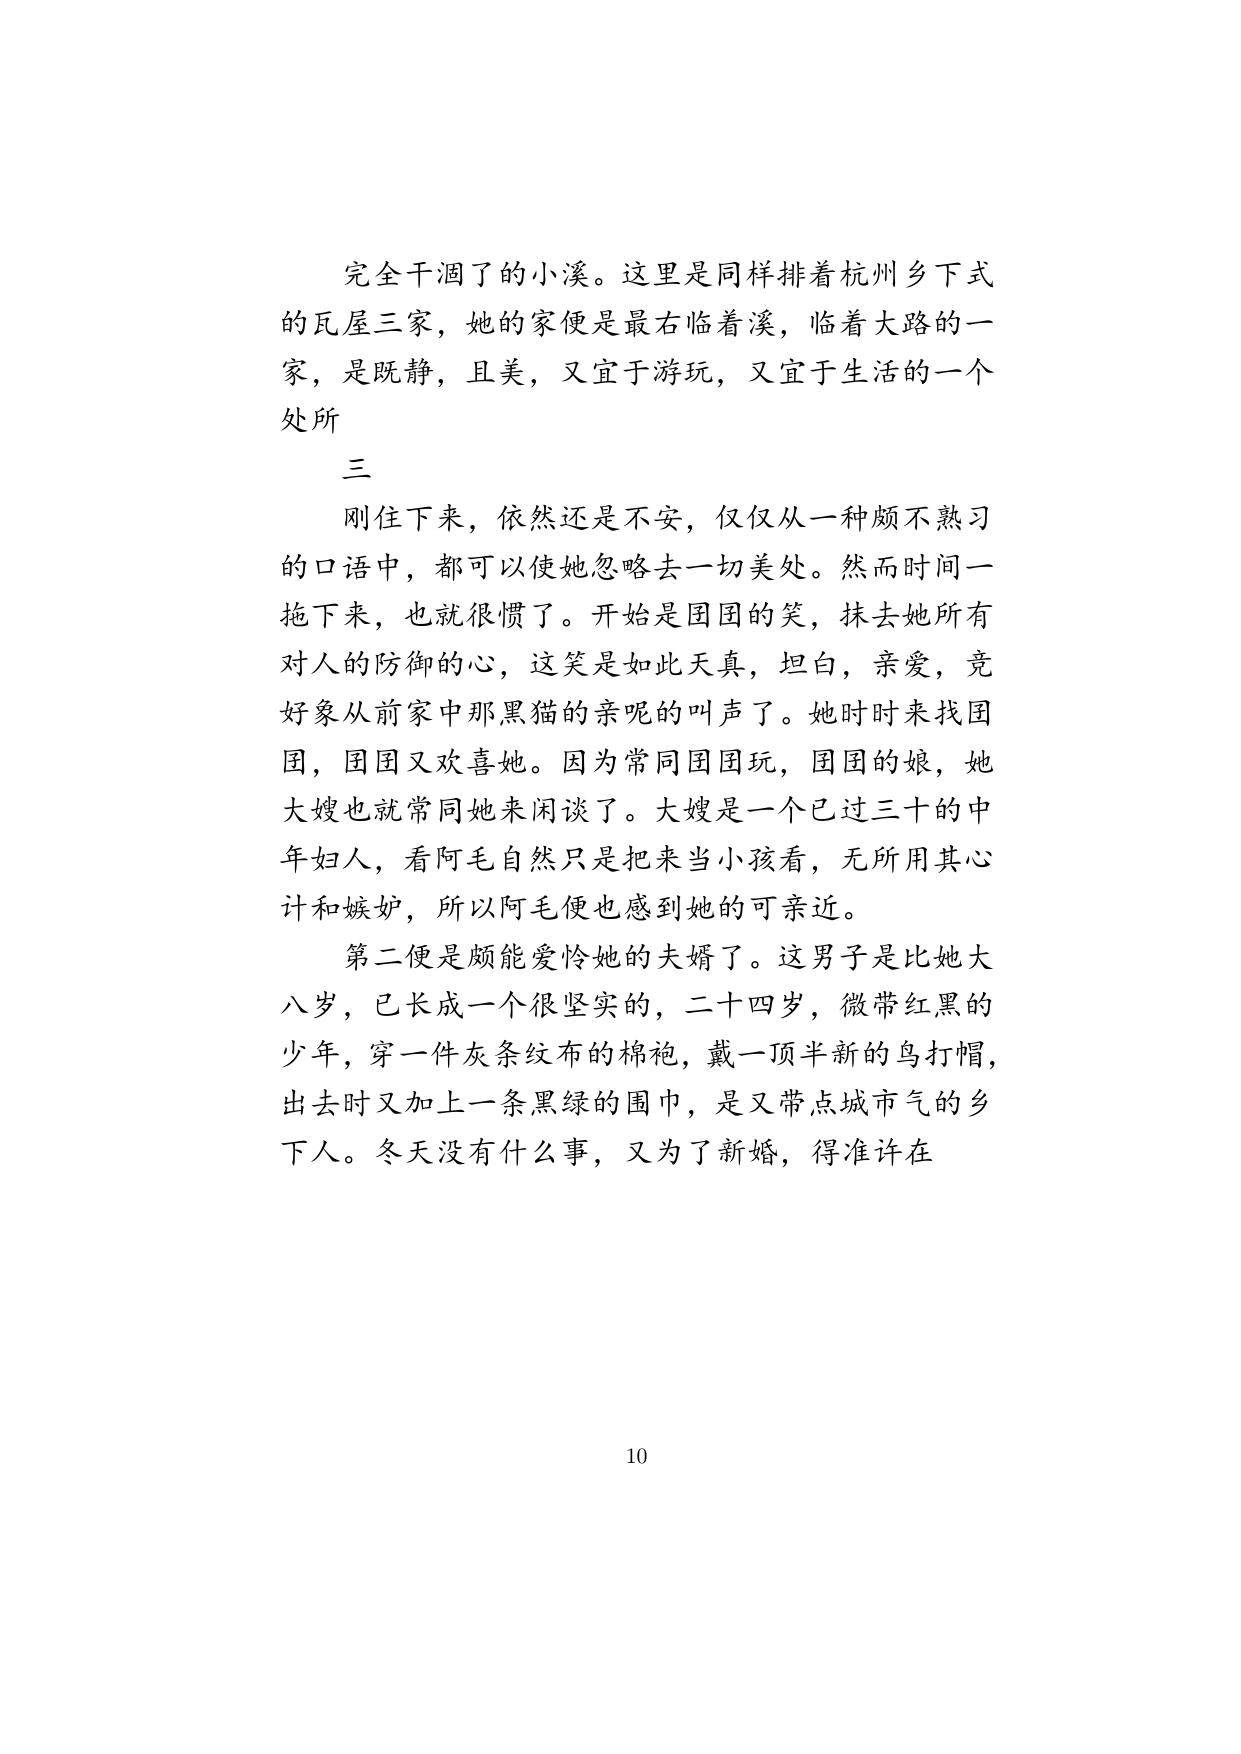 完全干涸了的小溪。这里是同样排着杭州乡下式
的瓦屋三家，她的家便是最右临着溪，临着大路的一
家，是既静，且美，又宜于游玩，又宜于生活的一个
处所
三
刚住下来，依然还是不安，仅仅从一种颇不熟习
的口语中，都可以使她忽略去一切美处。然而时间一
拖下来，也就很惯了。开始是囝囝的笑，抹去她所有
对人的防御的心，这笑是如此天真，坦白，亲爱，竞
好象从前家中那黑猫的亲呢的叫声了。她时时来找囝
囝，囝囝又欢喜她。因为常同囝囝玩，囝囝的娘，她
大嫂也就常同她来闲谈了。大嫂是一个已过三十的中
年妇人，看阿毛自然只是把来当小孩看，无所用其心
计和嫉妒，所以阿毛便也感到她的可亲近。
第二便是颇能爱怜她的夫婿了。这男子是比她大
八岁，已长成一个很坚实的，二十四岁，微带红黑的
少年，穿一件灰条纹布的棉袍，戴一顶半新的鸟打帽，
出去时又加上一条黑绿的围巾，是又带点城市气的乡
下人。冬天没有什么事，又为了新婚，得准许在
10